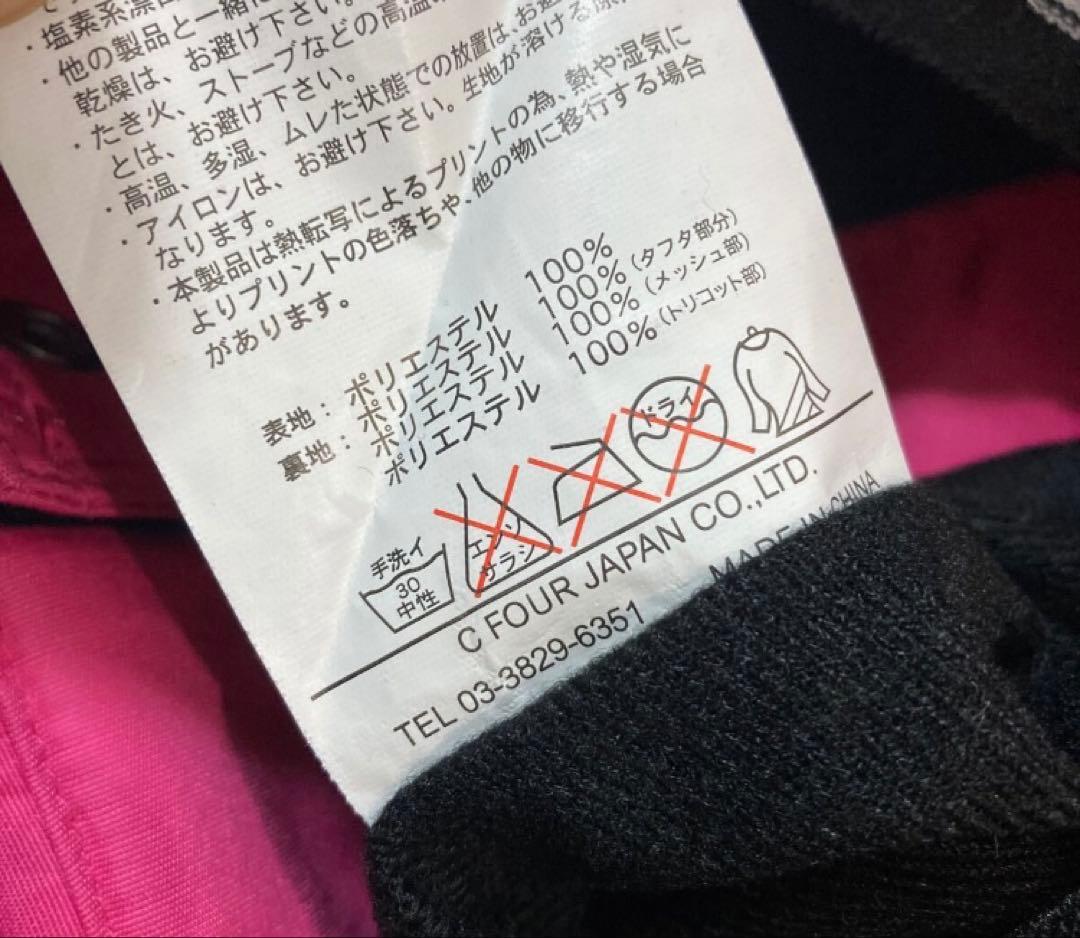 ・塩素系漂白
・他の製品と一緒に
乾燥は、お避け下さい。
・たき火、ストーブなどの高温
とは、お避け下さい。
・高温、多湿、ムレた状態での放置は、お避
・アイロンは、お避け下さい。生地が溶ける
なります。
・本製品は熱転写によるプリントの為、熱や湿気に
よりプリントの色落ちや、他の物に移行する場合
があります。
表地： ポリエステル 100%
裏地： ポリエステル 100% (タフタ部分)
ポリエステル 100% (メッシュ部)
ポリエステル 100% (トリコット部)
手洗イ
30
中性
エンソ
サラシ
ドライ
C FOUR JAPAN CO.,LTD.
MADE IN CHINA
TEL 03-3829-6351